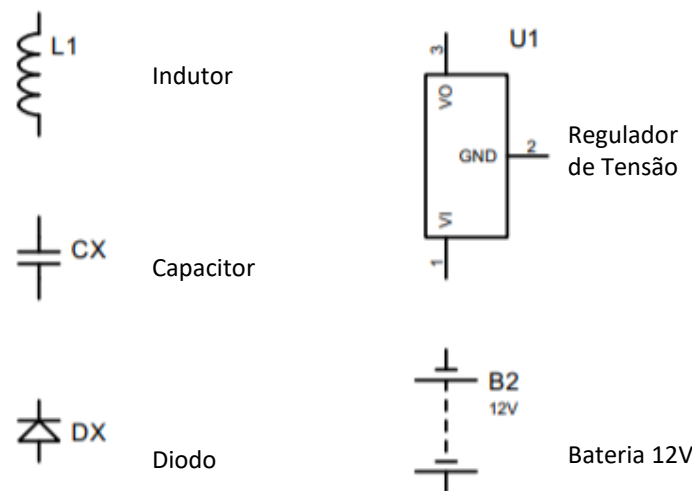 L1
Indutor
CX
Capacitor
DX
Diodo
U1
3
VO
GND
2
VI
1
Regulador
de Tensão
B2
12V
Bateria 12V